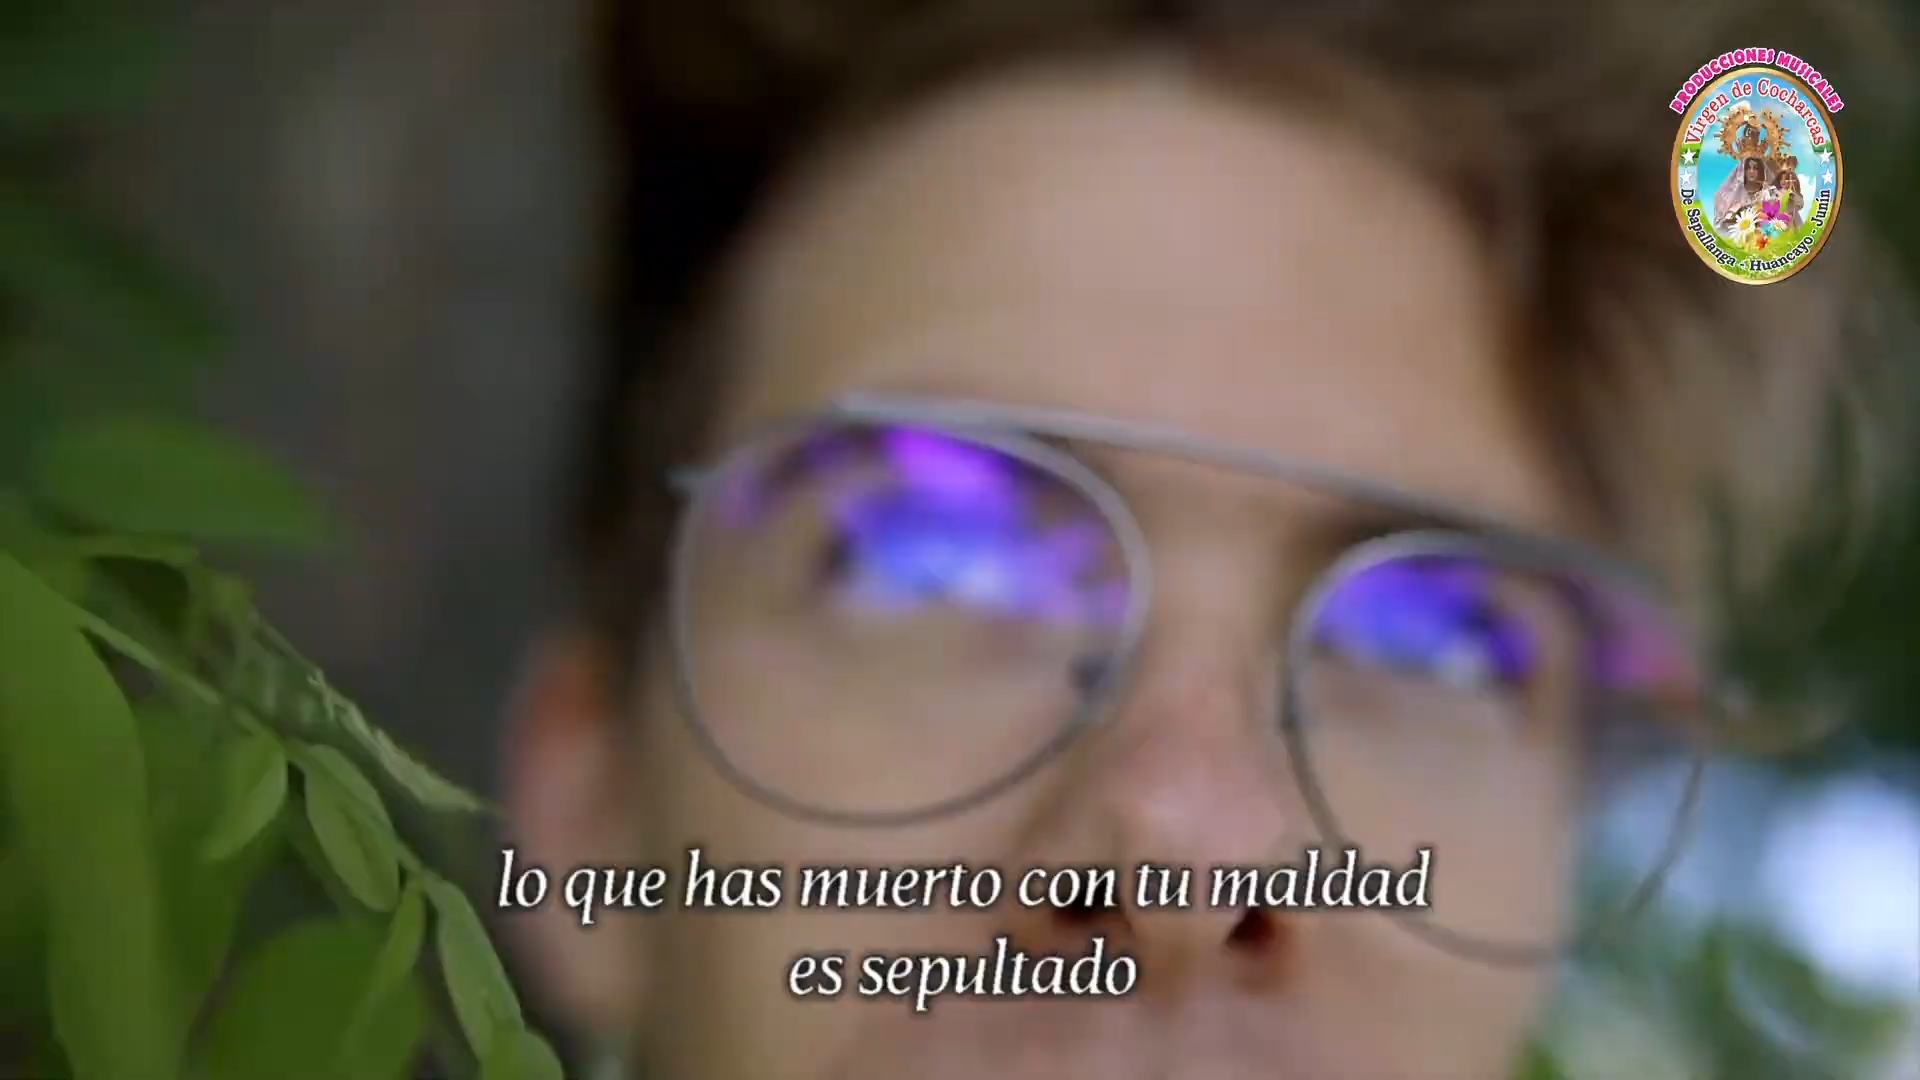 PRODUCCIONES MUSICALES
Virgen de Cocharcas
De Sapallanga - Huancayo - Junín
lo que has muerto con tu maldad
es sepultado